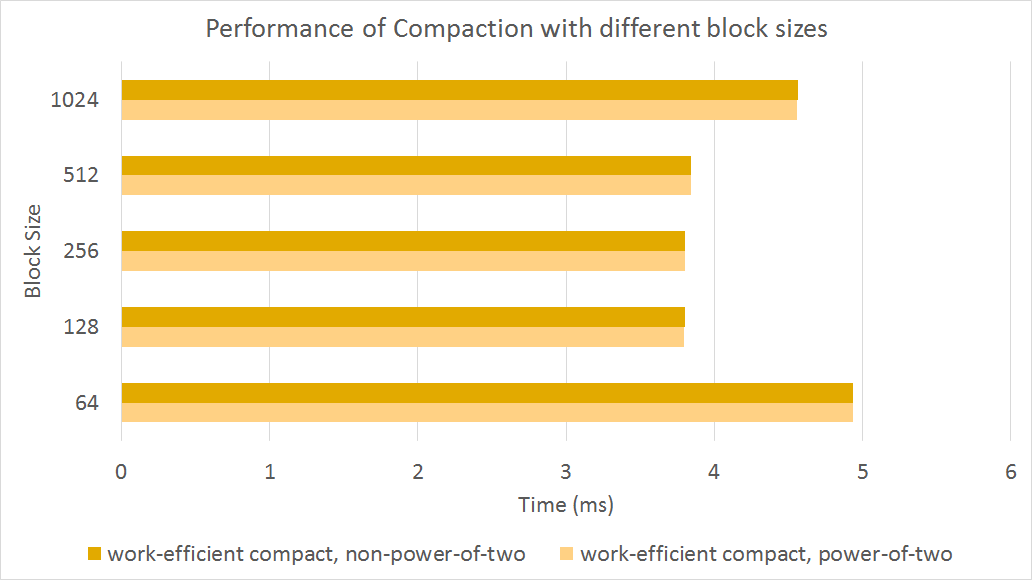 Performance of Compaction with different block sizes
Block Size
1024
512
256
128
64
0 1 2 3 4 5 6
Time (ms)
work-efficient compact, non-power-of-two work-efficient compact, power-of-two